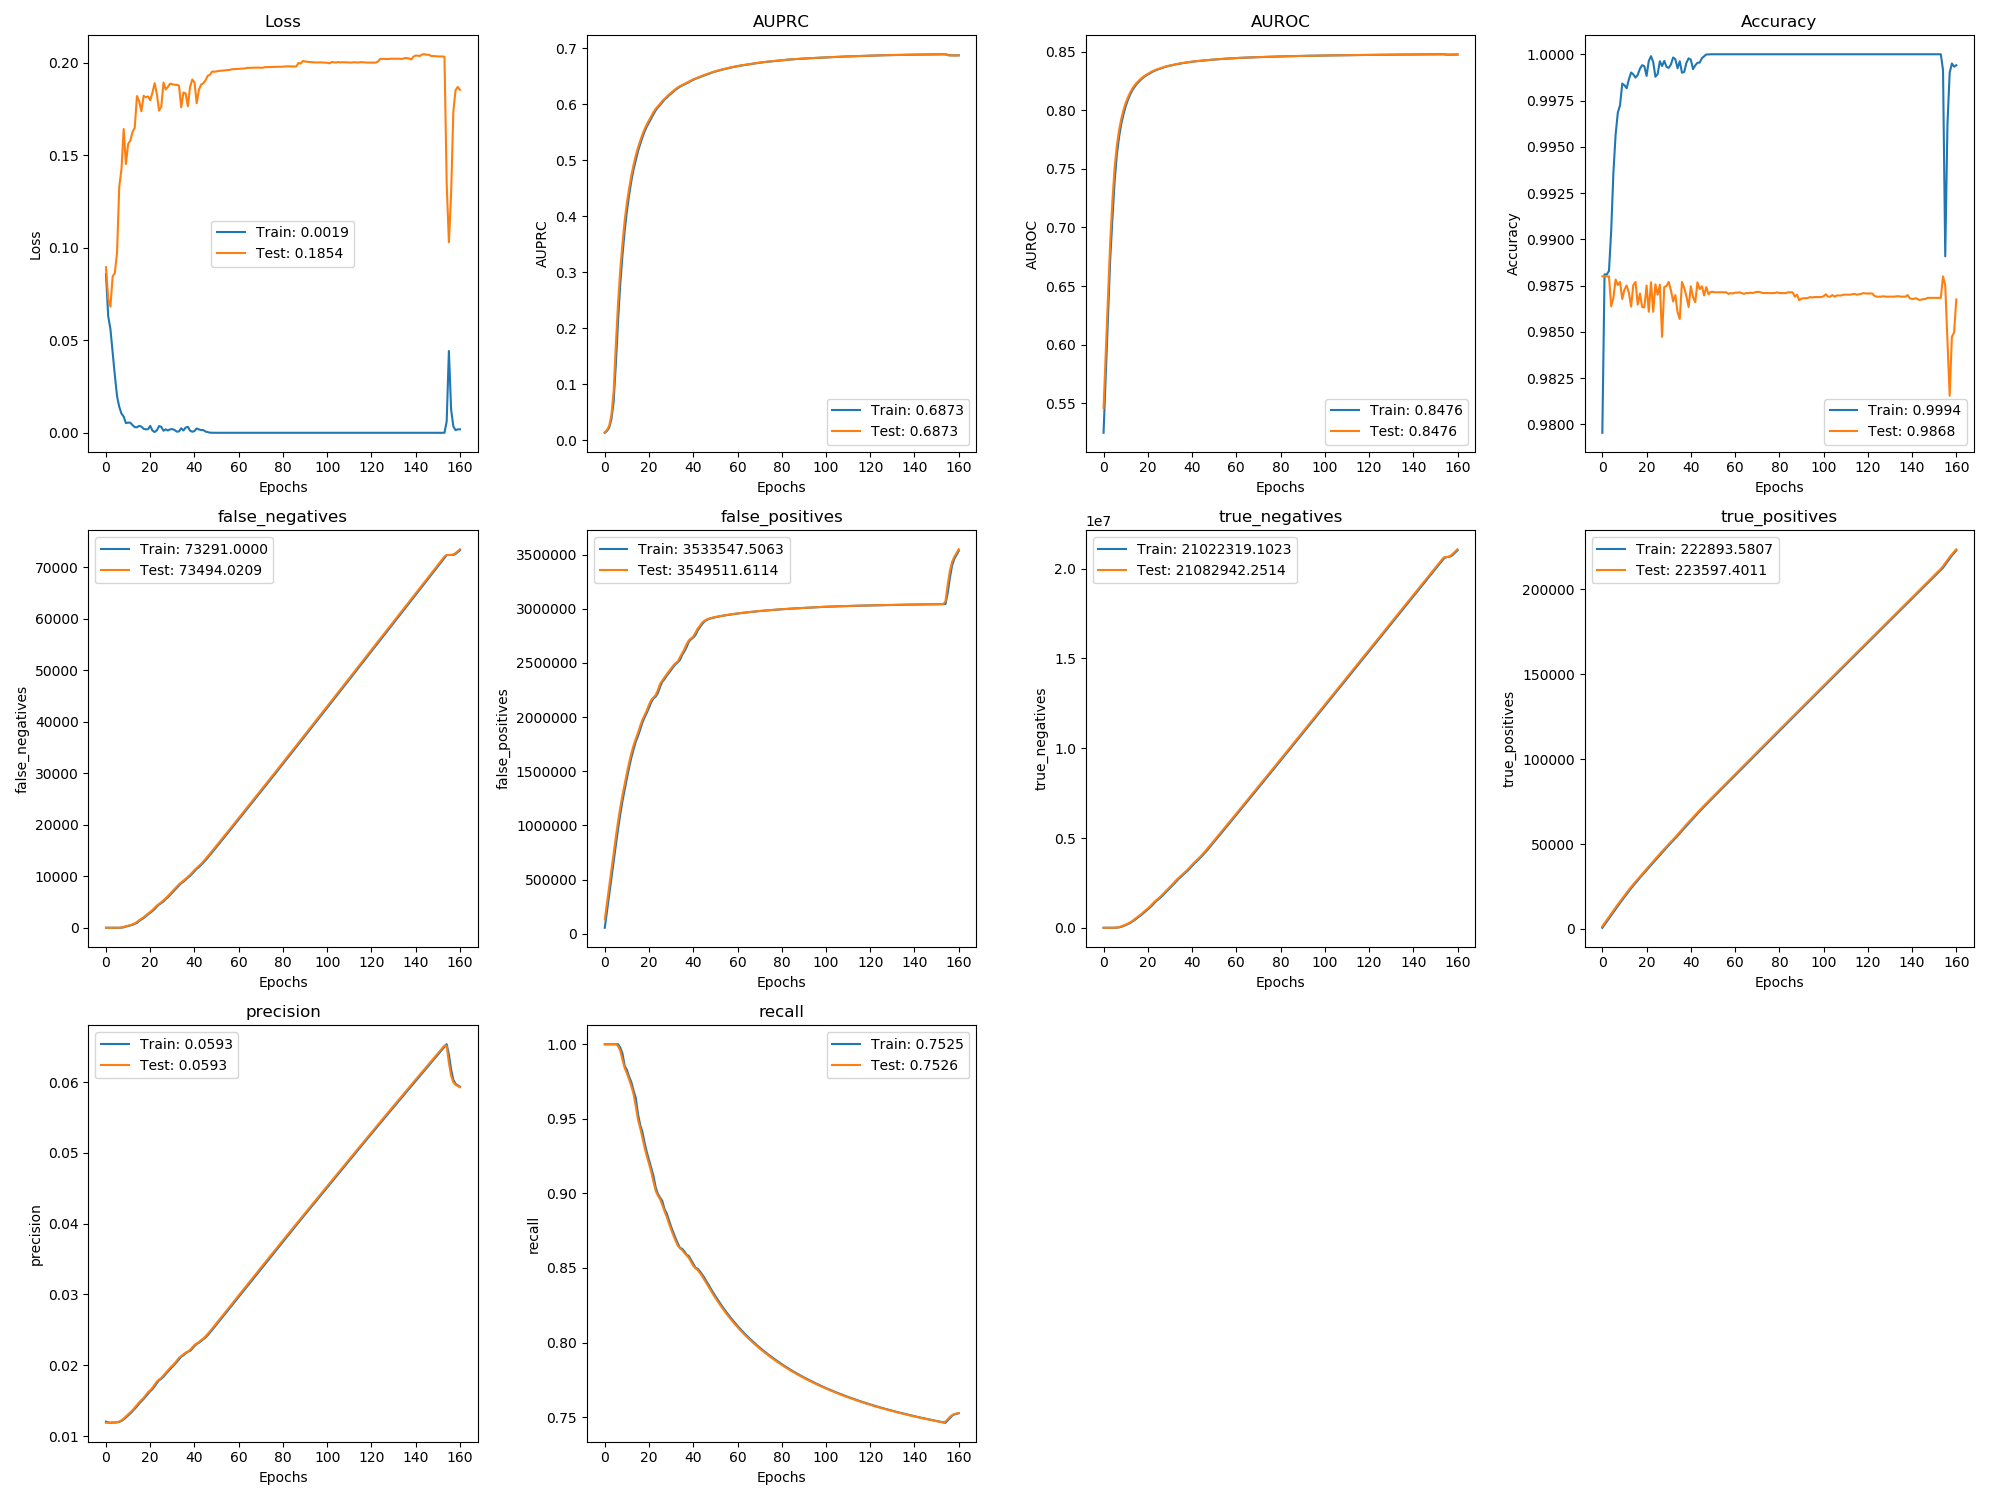 Loss
0.20
0.15
0.10
0.05
0.00
Loss
Train: 0.0019
Test: 0.1854
0 20 40 60 80 100 120 140 160
Epochs
AUPRC
0.7
0.6
0.5
0.4
0.3
0.2
0.1
0.0
AUPRC
Train: 0.6873
Test: 0.6873
0 20 40 60 80 100 120 140 160
Epochs
AUROC
0.85
0.80
0.75
0.70
0.65
0.60
0.55
AUROC
Train: 0.8476
Test: 0.8476
0 20 40 60 80 100 120 140 160
Epochs
Accuracy
1.0000
0.9975
0.9950
0.9925
0.9900
0.9875
0.9850
0.9825
0.9800
Accuracy
Train: 0.9994
Test: 0.9868
0 20 40 60 80 100 120 140 160
Epochs
false_negatives
70000
60000
50000
40000
30000
20000
10000
0
false_negatives
Train: 73291.0000
Test: 73494.0209
0 20 40 60 80 100 120 140 160
Epochs
false_positives
3500000
3000000
2500000
2000000
1500000
1000000
500000
0
false_positives
Train: 3533547.5063
Test: 3549511.6114
0 20 40 60 80 100 120 140 160
Epochs
true_negatives
1e7
2.0
1.5
1.0
0.5
0.0
true_negatives
Train: 21022319.1023
Test: 21082942.2514
0 20 40 60 80 100 120 140 160
Epochs
true_positives
200000
150000
100000
50000
0
true_positives
Train: 222893.5807
Test: 223597.4011
0 20 40 60 80 100 120 140 160
Epochs
precision
0.06
0.05
0.04
0.03
0.02
0.01
precision
Train: 0.0593
Test: 0.0593
0 20 40 60 80 100 120 140 160
Epochs
recall
1.00
0.95
0.90
0.85
0.80
0.75
recall
Train: 0.7525
Test: 0.7526
0 20 40 60 80 100 120 140 160
Epochs